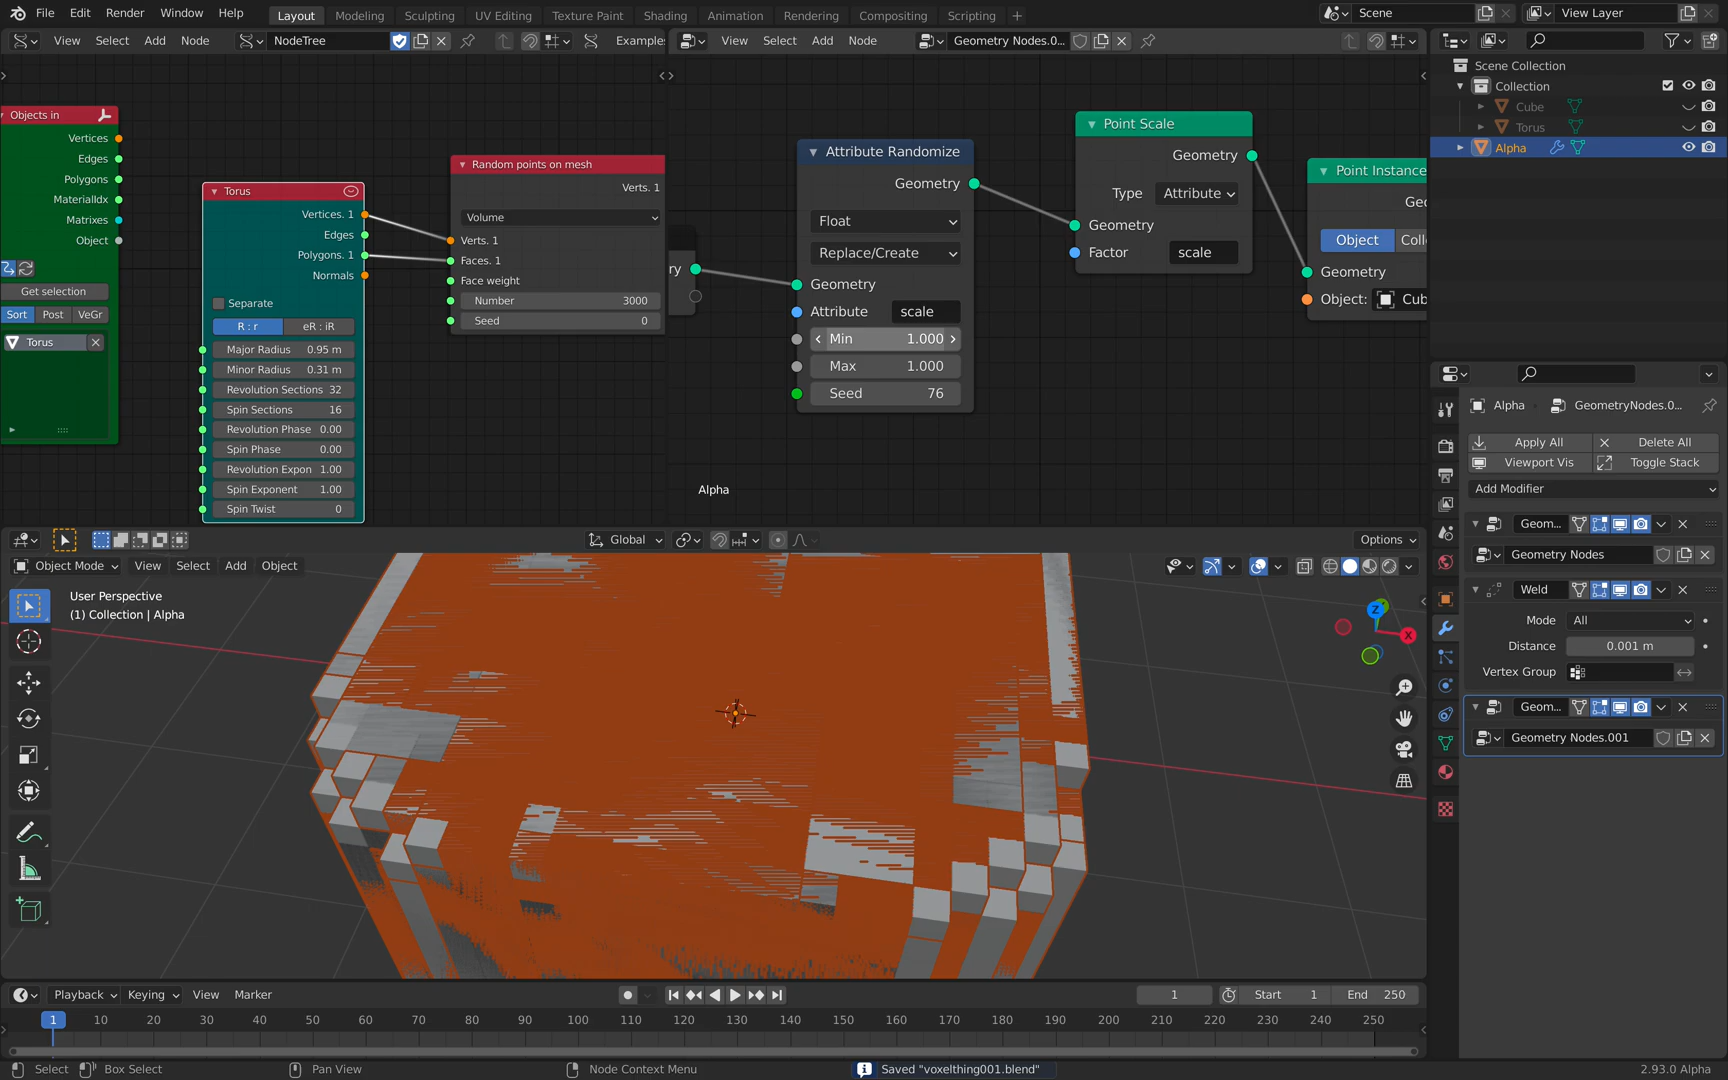 File Edit Render Window Help Layout Modeling Sculpting UV Editing Texture Paint Shading Animation Rendering Compositing Scripting + Scene View Layer
View Select Add Node NodeTree Examples
View Select Add Node Geometry Nodes.0...
Objects in
Vertices
Edges
Polygons
MaterialIdx
Matrixes
Object
Get selection
Sort Post VeGr
Torus
Torus
Vertices. 1
Edges
Polygons. 1
Normals
Separate
R : r eR : iR
Major Radius 0.95 m
Minor Radius 0.31 m
Revolution Sections 32
Spin Sections 16
Revolution Phase 0.00
Spin Phase 0.00
Revolution Expon 1.00
Spin Exponent 1.00
Spin Twist 0
Random points on mesh
Verts. 1
Volume
Verts. 1
Faces. 1
Face weight
Number 3000
Seed 0
ry
Attribute Randomize
Geometry
Float
Replace/Create
Geometry
Attribute scale
Min 1.000
Max 1.000
Seed 76
Point Scale
Geometry
Type Attribute
Geometry
Factor scale
Point Instance
Geo
Object Coll
Geometry
Object: Cub
Alpha
Scene Collection
Collection
Cube
Torus
Alpha
Alpha GeometryNodes.0...
Apply All Delete All
Viewport Vis Toggle Stack
Add Modifier
Geom...
Geometry Nodes
Weld
Mode All
Distance 0.001 m
Vertex Group
Geom...
Geometry Nodes.001
Global Options
Object Mode View Select Add Object
User Perspective
(1) Collection | Alpha
Z
X
Playback Keying View Marker 1 Start 1 End 250
1 10 20 30 40 50 60 70 80 90 100 110 120 130 140 150 160 170 180 190 200 210 220 230 240 250
Select Box Select Pan View Node Context Menu Saved "voxelthing001.blend" 2.93.0 Alpha